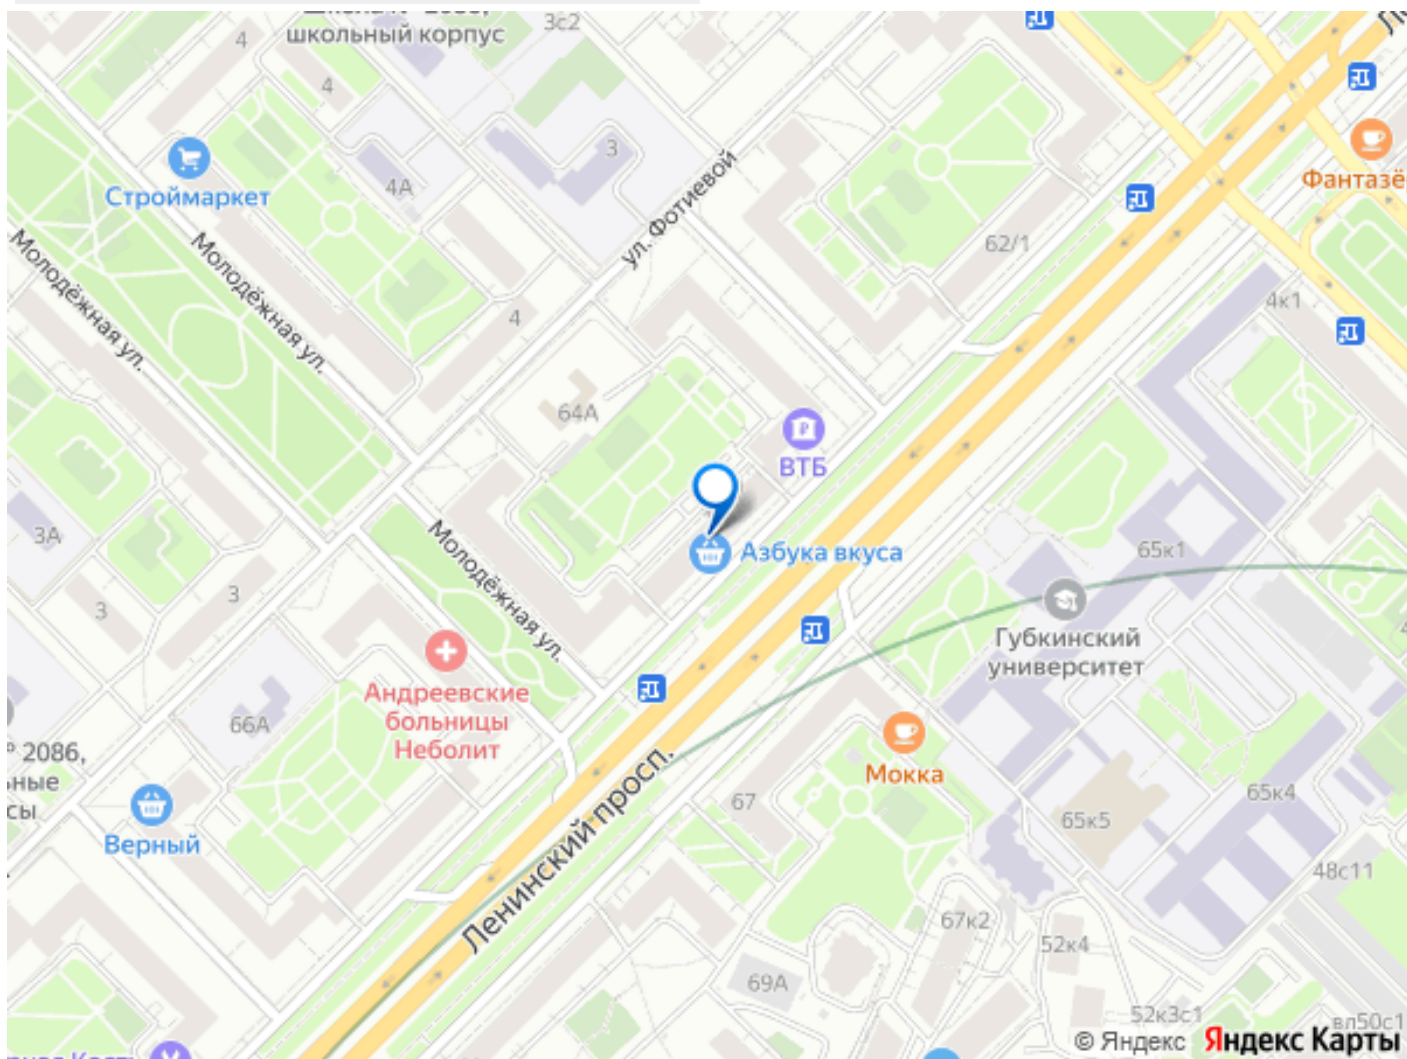 школьный корпус
3с2
4
4
3
4А
Строймаркет
ул. Фотиевой
Молодёжная ул.
Молодёжная ул.
Фантазё
62/1
4к1
4
64А
ВТБ
Азбука вкуса
65к1
3А
Молодёжная ул.
3
3
Губкинский
университет
Андреевские
больницы
Неболит
66А
2086,
Мокка
67
65к4
65к5
Верный
Ленинский просп.
48с11
67к2
52к4
69А
52к3с1
вл50с1
© Яндекс Яндекс Карты